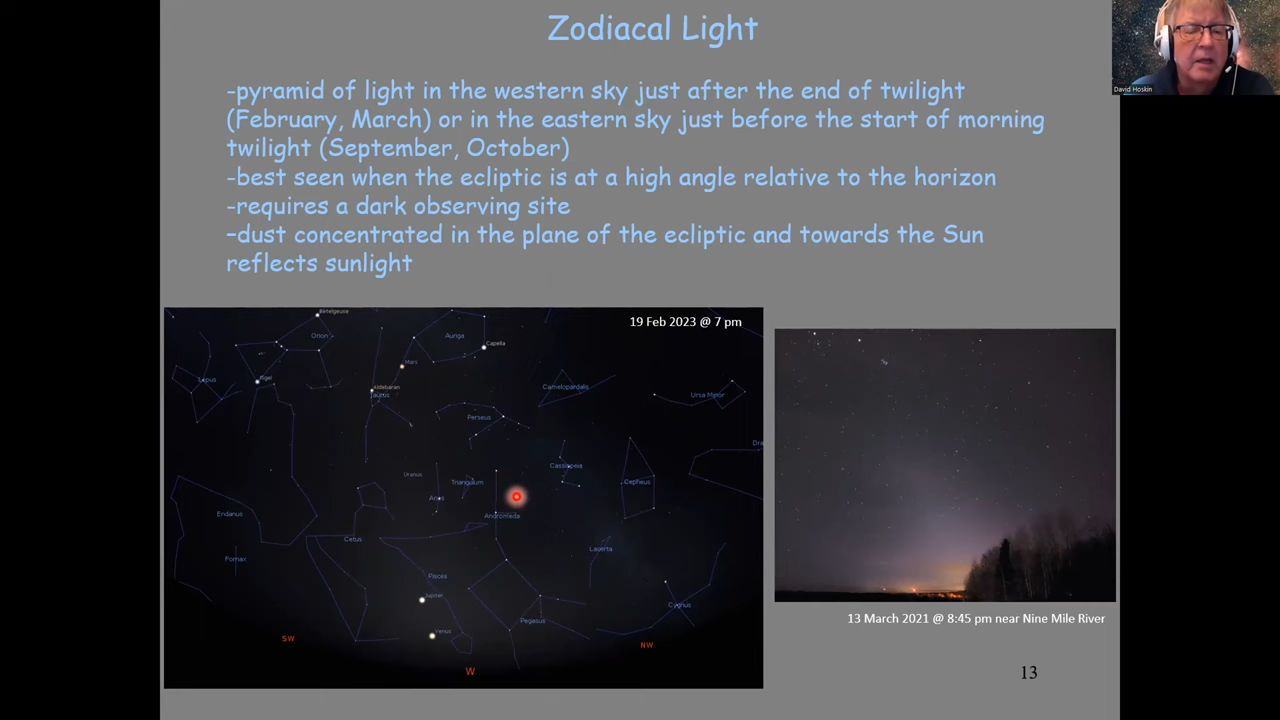 Zodiacal Light
David Hoskin
-pyramid of light in the western sky just after the end of twilight
(February, March) or in the eastern sky just before the start of morning
twilight (September, October)
-best seen when the ecliptic is at a high angle relative to the horizon
-requires a dark observing site
-dust concentrated in the plane of the ecliptic and towards the Sun
reflects sunlight
19 Feb 2023 @ 7 pm
Betelgeuse
Orion
Auriga
Capella
Mars
Rigel
Lepus
Aldebaran
Taurus
Camelopardalis
Ursa Minor
Perseus
Dra
Cassiopeia
Uranus
Triangulum
Cepheus
Aries
Eridanus
Andromeda
Cetus
Lacerta
Fornax
Pisces
Jupiter
Cygnus
Pegasus
Venus
SW
NW
W
13 March 2021 @ 8:45 pm near Nine Mile River
13